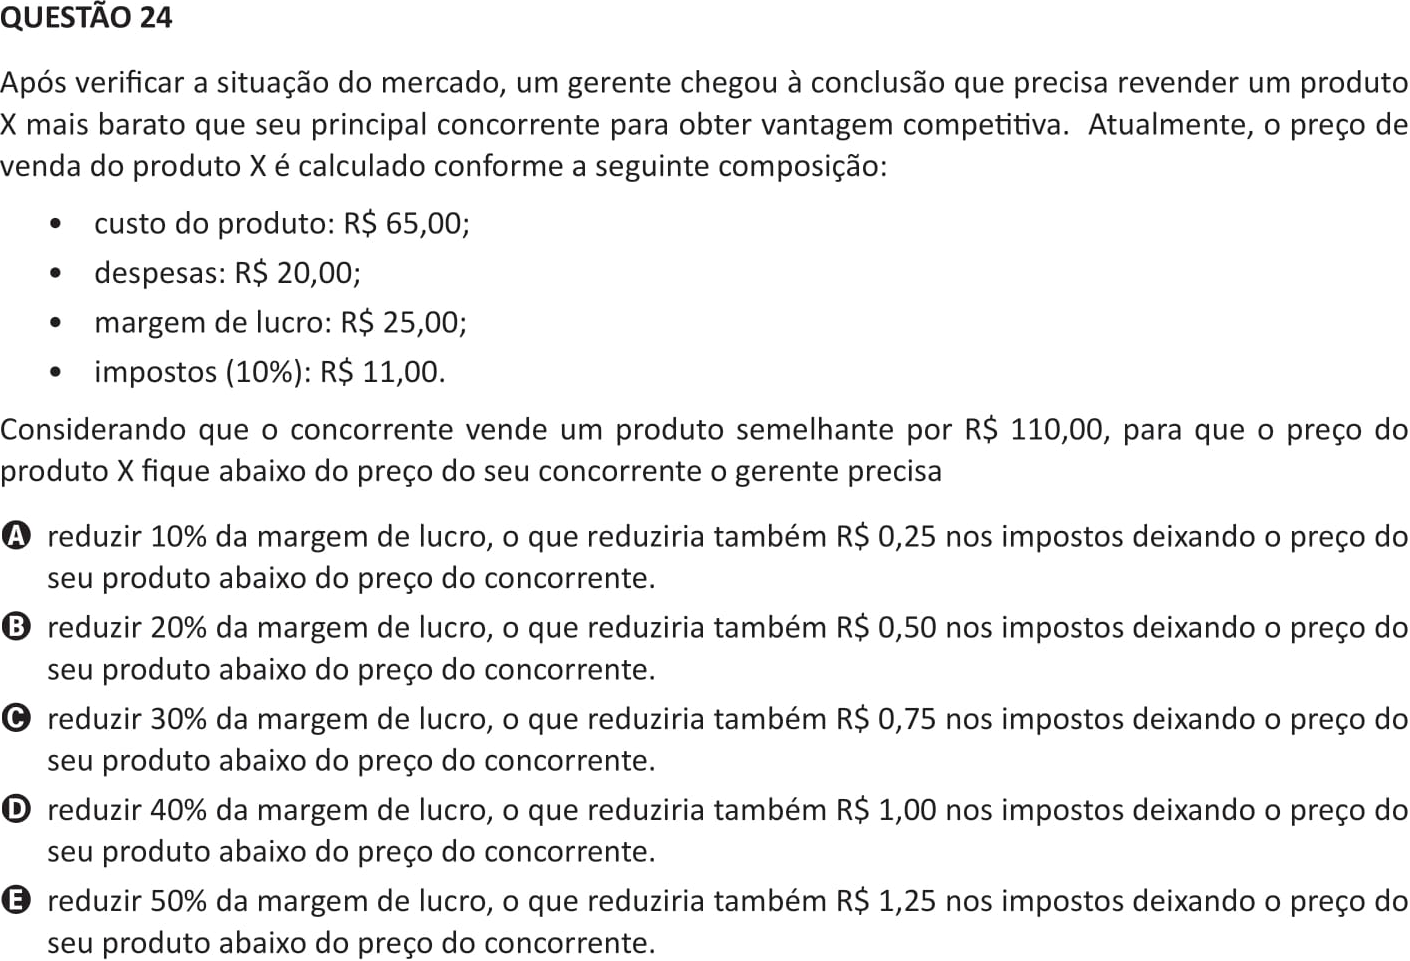 QUESTÃO 24
Após verificar a situação do mercado, um gerente chegou à conclusão que precisa revender um produto
X mais barato que seu principal concorrente para obter vantagem competitiva. Atualmente, o preço de
venda do produto X é calculado conforme a seguinte composição:
• custo do produto: R$ 65,00;
• despesas: R$ 20,00;
• margem de lucro: R$ 25,00;
• impostos (10%): R$ 11,00.
Considerando que o concorrente vende um produto semelhante por R$ 110,00, para que o preço do
produto X fique abaixo do preço do seu concorrente o gerente precisa
A reduzir 10% da margem de lucro, o que reduziria também R$ 0,25 nos impostos deixando o preço do
seu produto abaixo do preço do concorrente.
B reduzir 20% da margem de lucro, o que reduziria também R$ 0,50 nos impostos deixando o preço do
seu produto abaixo do preço do concorrente.
C reduzir 30% da margem de lucro, o que reduziria também R$ 0,75 nos impostos deixando o preço do
seu produto abaixo do preço do concorrente.
D reduzir 40% da margem de lucro, o que reduziria também R$ 1,00 nos impostos deixando o preço do
seu produto abaixo do preço do concorrente.
E reduzir 50% da margem de lucro, o que reduziria também R$ 1,25 nos impostos deixando o preço do
seu produto abaixo do preço do concorrente.